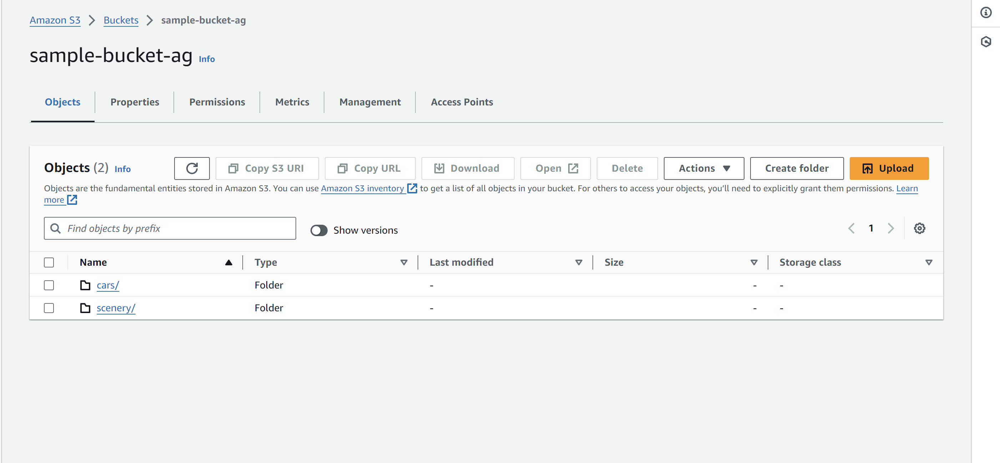 Amazon S3 > Buckets > sample-bucket-ag
sample-bucket-ag Info
Objects Properties Permissions Metrics Management Access Points
Objects (2) Info Copy S3 URI Copy URL Download Open Delete Actions Create folder Upload
Objects are the fundamental entities stored in Amazon S3. You can use Amazon S3 inventory to get a list of all objects in your bucket. For others to access your objects, you’ll need to explicitly grant them permissions. Learn
more
Find objects by prefix Show versions 1
Name Type Last modified Size Storage class
cars/ Folder - - -
scenery/ Folder - - -